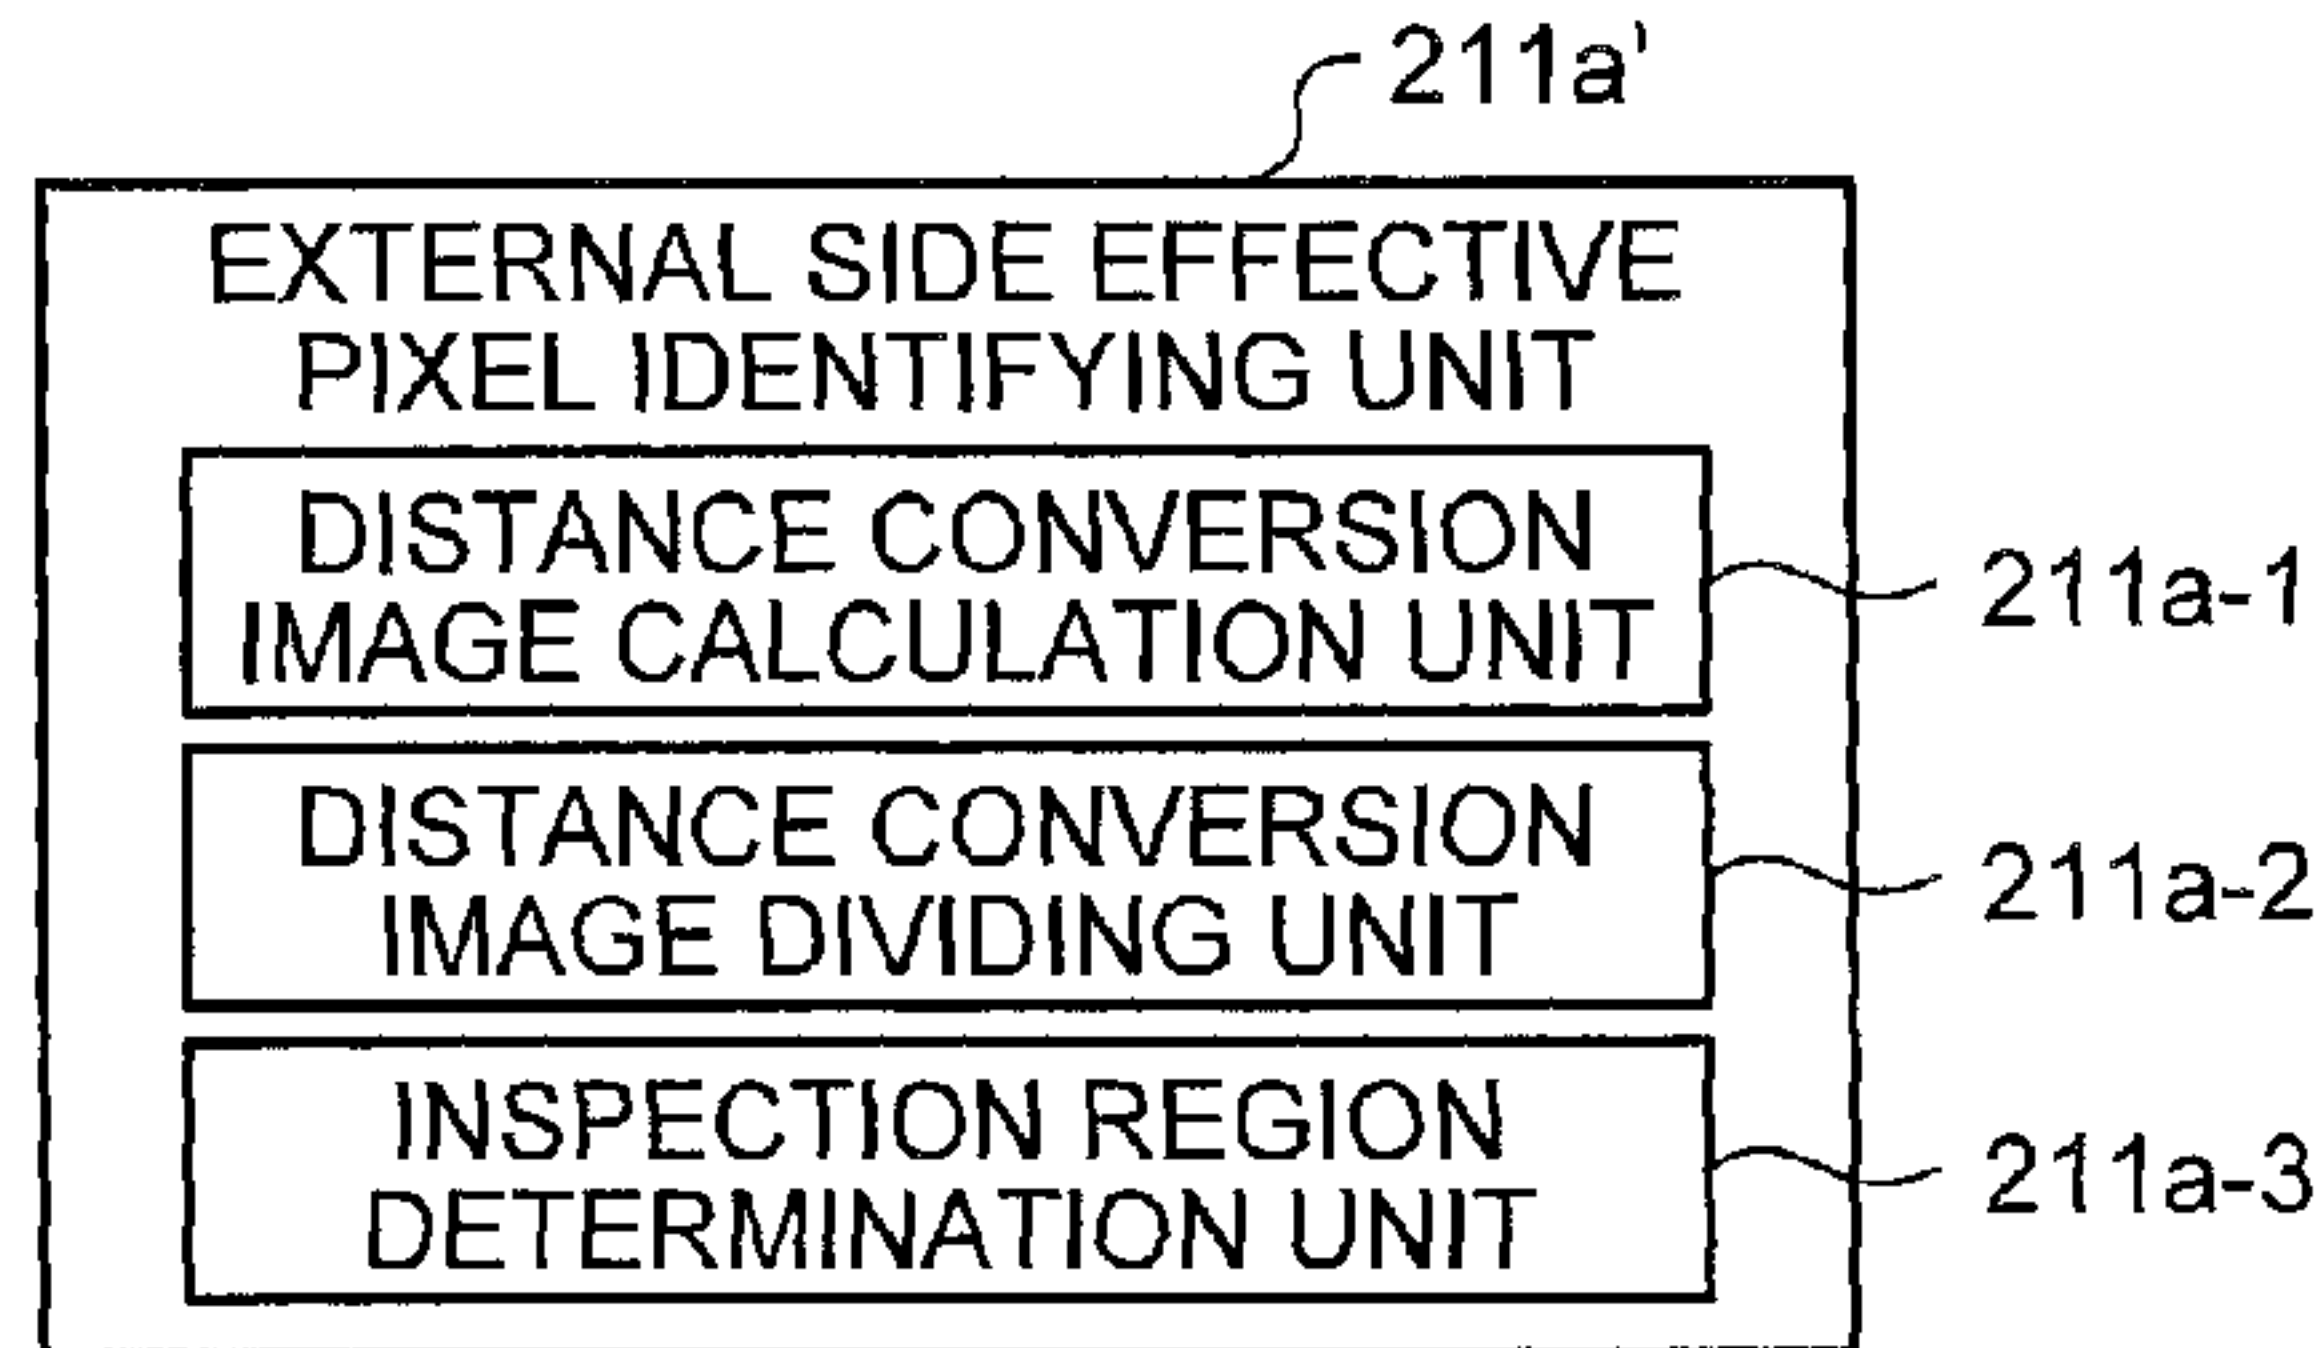 211a'
EXTERNAL SIDE EFFECTIVE
PIXEL IDENTIFYING UNIT
DISTANCE CONVERSION
IMAGE CALCULATION UNIT
211a-1
DISTANCE CONVERSION
IMAGE DIVIDING UNIT
211a-2
INSPECTION REGION
DETERMINATION UNIT
211a-3